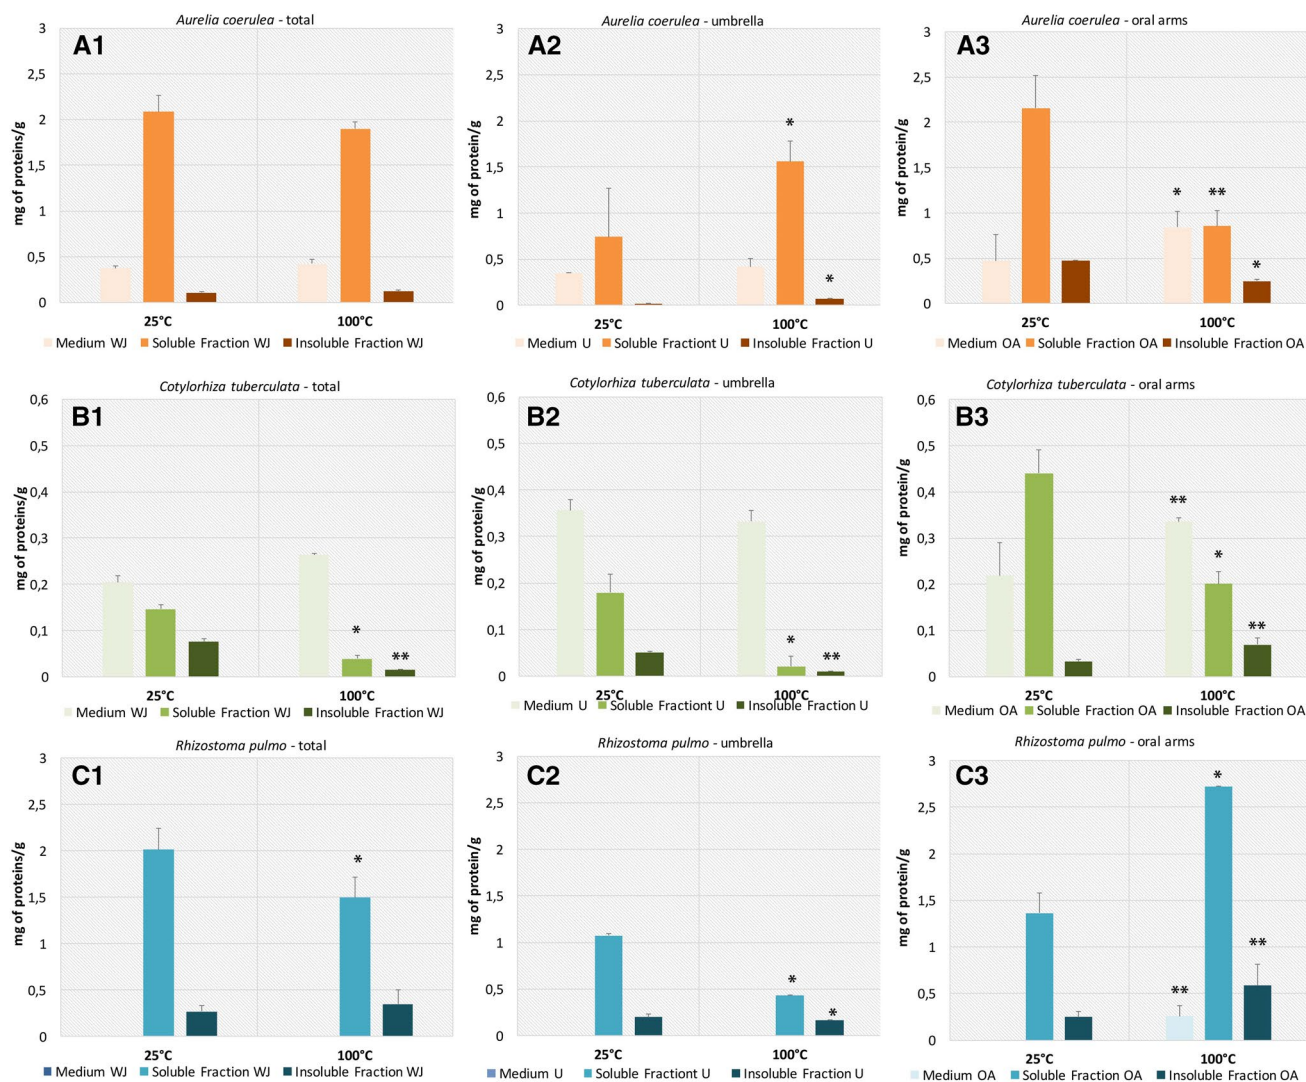 Aurelia coerulea - total
A1
mg of proteins/g
3
2,5
2
1,5
1
0,5
0
25°C 100°C
Medium WJ Soluble Fraction WJ Insoluble Fraction WJ
Aurelia coerulea - umbrella
A2
mg of protein/g
3
2,5
2
1,5
1
0,5
0
*
*
25°C 100°C
Medium U Soluble Fractiont U Insoluble Fraction U
Aurelia coerulea - oral arms
A3
mg of protein/g
3
2,5
2
1,5
1
0,5
0
* **
*
25°C 100°C
Medium OA Soluble Fraction OA Insoluble Fraction OA
Cotylorhiza tuberculata - total
B1
mg of proteins/g
0,6
0,5
0,4
0,3
0,2
0,1
0
*
**
25°C 100°C
Medium WJ Soluble Fraction WJ Insoluble Fraction WJ
Cotylorhiza tuberculata - umbrella
B2
mg of protein/g
0,6
0,5
0,4
0,3
0,2
0,1
0
*
**
25°C 100°C
Medium U Soluble Fractiont U Insoluble Fraction U
Cotylorhiza tuberculata - oral arms
B3
mg of protein/g
0,6
0,5
0,4
0,3
0,2
0,1
0
**
*
**
25°C 100°C
Medium OA Soluble Fraction OA Insoluble Fraction OA
Rhizostoma pulmo - total
C1
mg of proteins/g
3
2,5
2
1,5
1
0,5
0
*
25°C 100°C
Medium WJ Soluble Fraction WJ Insoluble Fraction WJ
Rhizostoma pulmo - umbrella
C2
mg of protein/g
3
2,5
2
1,5
1
0,5
0
*
*
25°C 100°C
Medium U Soluble Fractiont U Insoluble Fraction U
Rhizostoma pulmo - oral arms
C3
mg of protein/g
3
2,5
2
1,5
1
0,5
0
*
**
**
25°C 100°C
Medium OA Soluble Fraction OA Insoluble Fraction OA